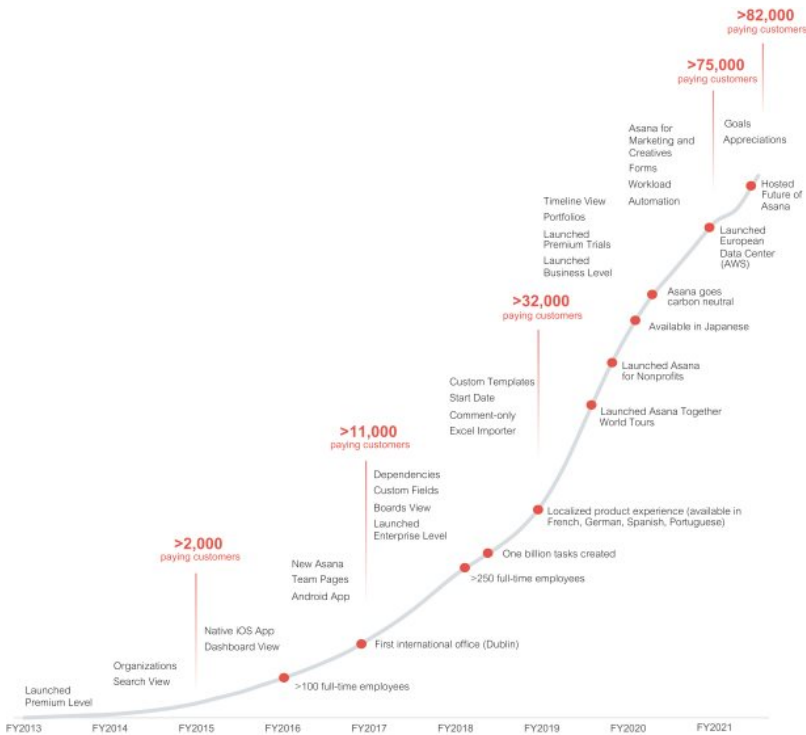 >82,000
paying customers
>75,000
paying customers
Goals
Appreciations
Asana for
Marketing and
Creatives
Forms
Workload
Automation
Hosted
Future of
Asana
Timeline View
Portfolios
Launched
Premium Trials
Launched
Business Level
Launched
European
Data Center
(AWS)
Asana goes
carbon neutral
>32,000
paying customers
Available in Japanese
Launched Asana
for Nonprofits
Custom Templates
Start Date
Comment-only
Excel Importer
Launched Asana Together
World Tours
>11,000
paying customers
Dependencies
Custom Fields
Boards View
Launched
Enterprise Level
Localized product experience (available in
French, German, Spanish, Portuguese)
>2,000
paying customers
One billion tasks created
New Asana
Team Pages
Android App
>250 full-time employees
Native iOS App
Dashboard View
First international office (Dublin)
Organizations
Search View
>100 full-time employees
Launched
Premium Level
FY2013 FY2014 FY2015 FY2016 FY2017 FY2018 FY2019 FY2020 FY2021